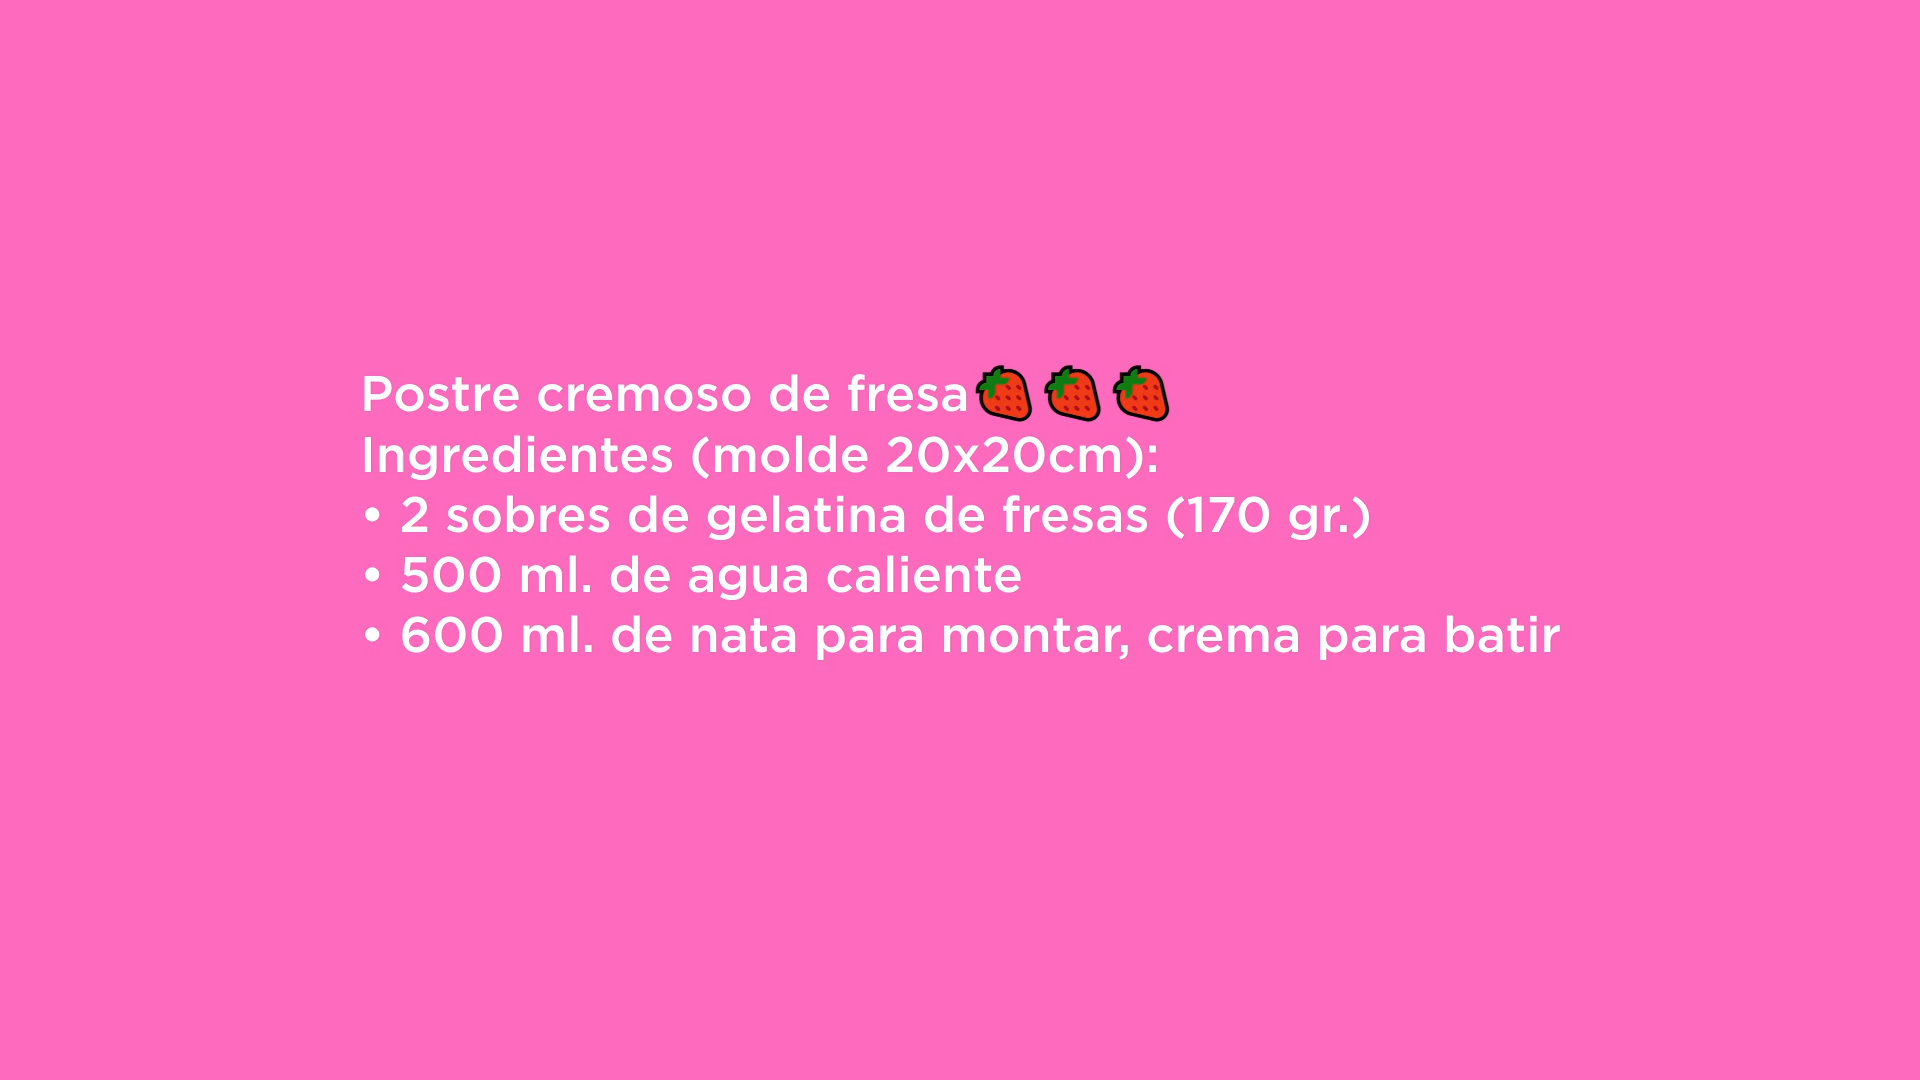 Postre cremoso de fresa🍓🍓🍓
Ingredientes (molde 20x20cm):
• 2 sobres de gelatina de fresas (170 gr.)
• 500 ml. de agua caliente
• 600 ml. de nata para montar, crema para batir